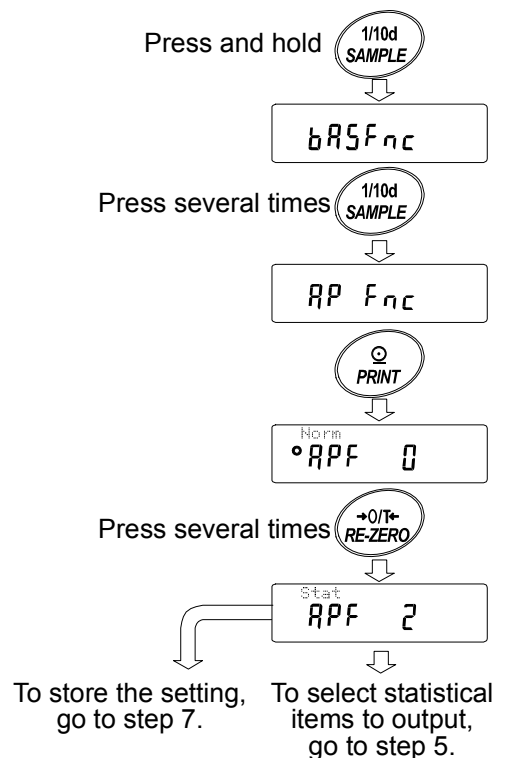 Press and hold
1/10d
SAMPLE
bASFnc
Press several times
1/10d
SAMPLE
AP Fnc
PRINT
Norm
APF 0
Press several times
→0/T←
RE-ZERO
Stat
APF 2
To store the setting,
go to step 7.
To select statistical
items to output,
go to step 5.